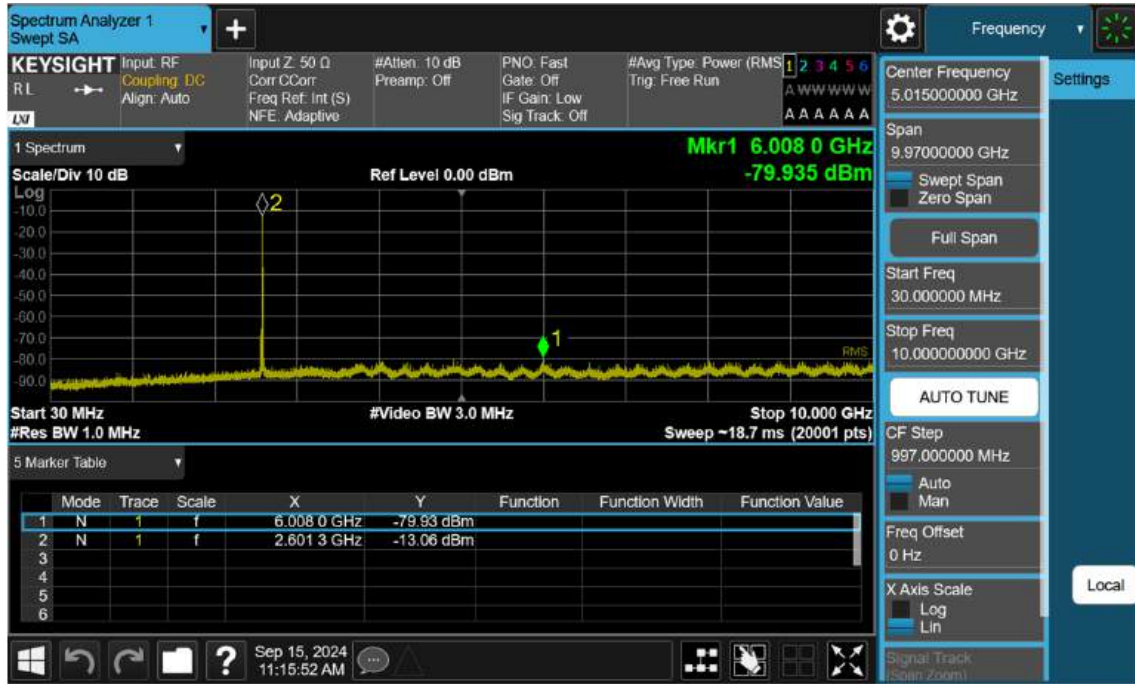 Spectrum Analyzer 1
Swept SA
+
Frequency
KEYSIGHT
R L
LXI
Input: RF
Coupling: DC
Align: Auto
Input Z: 50 Ω
Corr CCorr
Freq Ref: Int (S)
NFE: Adaptive
#Atten: 10 dB
Preamp: Off
PNO: Fast
Gate: Off
IF Gain: Low
Sig Track: Off
#Avg Type: Power (RMS
Trig: Free Run
1 2 3 4 5 6
A W W W W W
A A A A A A
1 Spectrum
Mkr1 6.008 0 GHz
-79.935 dBm
Scale/Div 10 dB
Ref Level 0.00 dBm
Log
-10.0
-20.0
-30.0
-40.0
-50.0
-60.0
-70.0
-80.0
-90.0
2
1
RMS
Start 30 MHz
#Video BW 3.0 MHz
Stop 10.000 GHz
#Res BW 1.0 MHz
Sweep ~18.7 ms (20001 pts)
5 Marker Table
Mode Trace Scale X Y Function Function Width Function Value
1 N 1 f 6.008 0 GHz -79.93 dBm
2 N 1 f 2.601 3 GHz -13.06 dBm
3
4
5
6
Sep 15, 2024
11:15:52 AM
?
Center Frequency
5.015000000 GHz
Span
9.97000000 GHz
Swept Span
Zero Span
Full Span
Start Freq
30.000000 MHz
Stop Freq
10.000000000 GHz
AUTO TUNE
CF Step
997.000000 MHz
Auto
Man
Freq Offset
0 Hz
X Axis Scale
Log
Lin
Signal Track
(Span Zoom)
Settings
Local